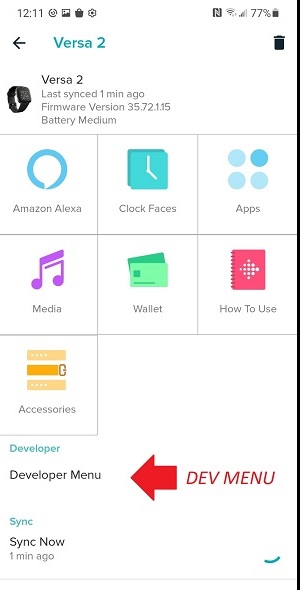 12:11
77%
Versa 2
Versa 2
Last synced 1 min ago
Firmware Version 35.72.1.15
Battery Medium
Amazon Alexa
Clock Faces
Apps
Media
Wallet
How To Use
Accessories
Developer
Developer Menu
DEV MENU
Sync
Sync Now
1 min ago